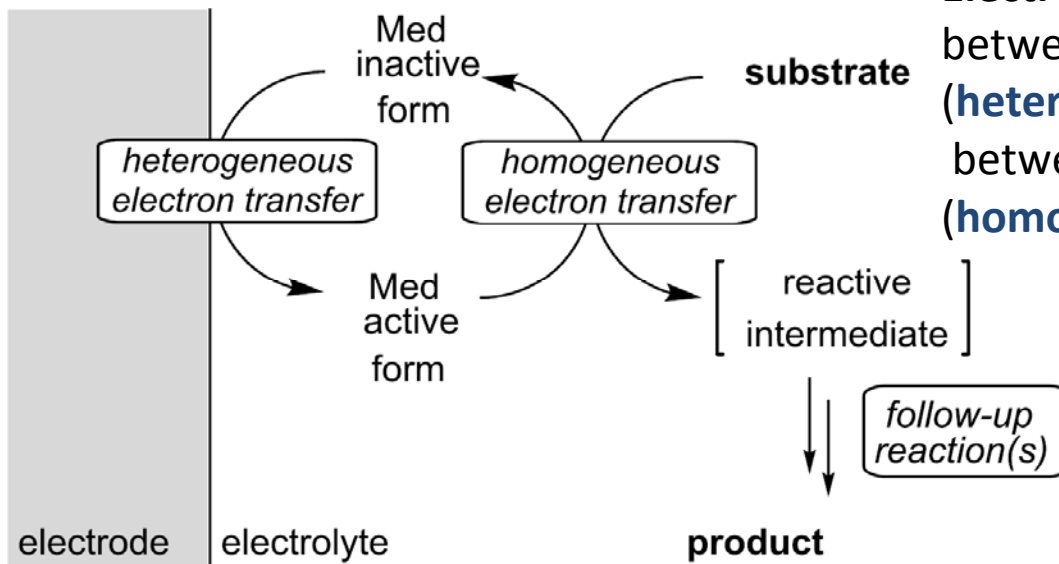 Med
inactive
form
substrate
heterogeneous
electron transfer
homogeneous
electron transfer
Med
active
form
reactive
intermediate
follow-up
reaction(s)
electrode
electrolyte
product